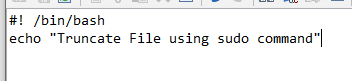 #! /bin/bash
echo "Truncate File using sudo command"